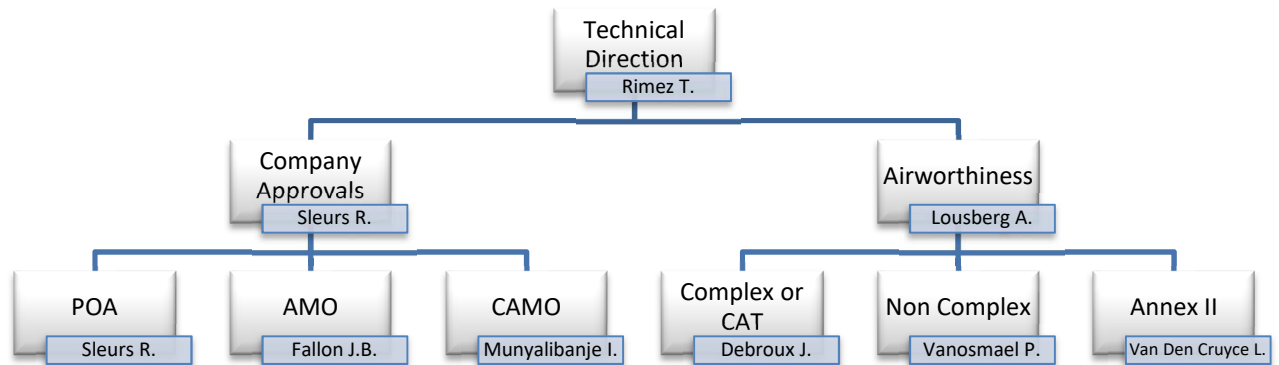 Technical
Direction
Rimez T.
Company
Approvals
Sleurs R.
Airworthiness
Lousberg A.
POA
Sleurs R.
AMO
Fallon J.B.
CAMO
Munyalibanje I.
Complex or
CAT
Debroux J.
Non Complex
Vanosmael P.
Annex II
Van Den Cruyce L.